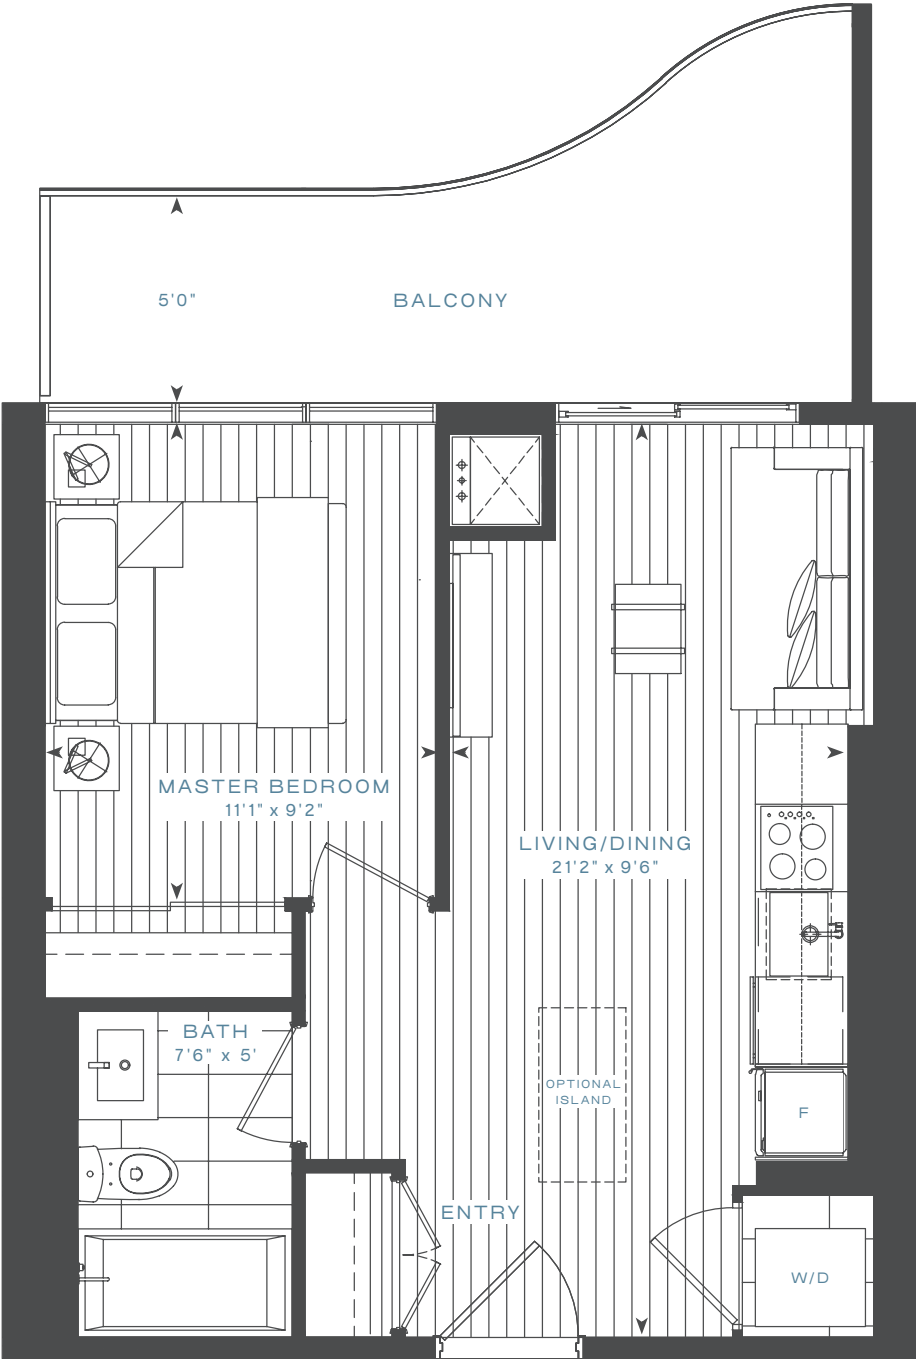 5'0"
BALCONY
MASTER BEDROOM
11'1" x 9'2"
LIVING/DINING
21'2" x 9'6"
BATH
7'6" x 5'
OPTIONAL
ISLAND
F
ENTRY
W/D